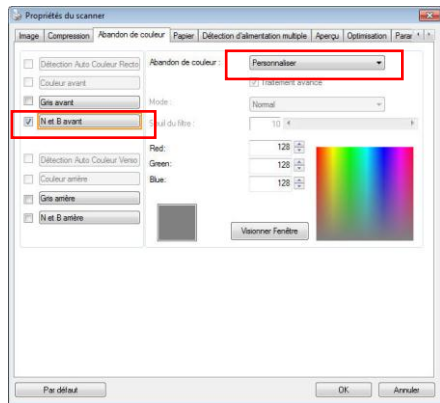 Propriétés du scanner
Image Compression Abandon de couleur Papier Détection d'alimentation multiple Aperçu Optimisation Parar
Détection Auto Couleur Recto
Couleur avant
Gris avant
N et B avant
Détection Auto Couleur Verso
Couleur arrière
Gris arrière
N et B arrière
Abandon de couleur : Personnaliser
Traitement avancé
Mode : Normal
Seuil du filtre : 10
Red: 128
Green: 128
Blue: 128
Visionner Fenêtre
Par défaut OK Annuler